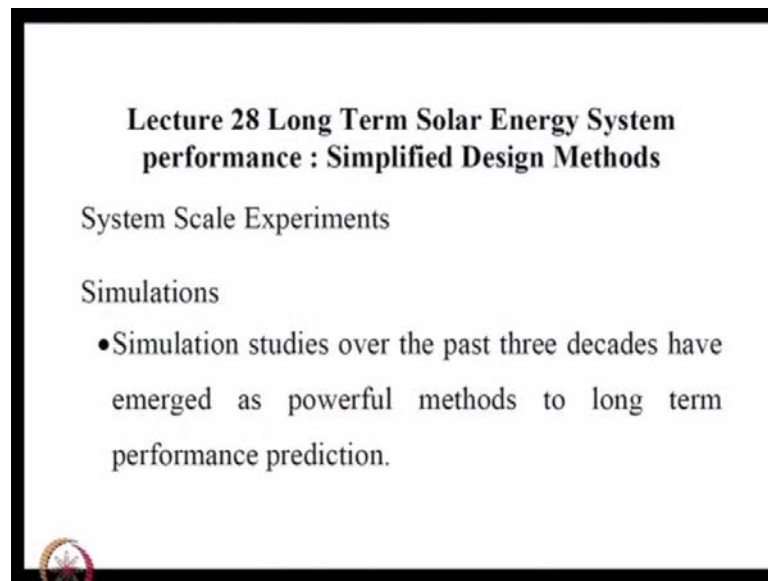 Lecture 28 Long Term Solar Energy System
performance : Simplified Design Methods
System Scale Experiments
Simulations
•Simulation studies over the past three decades have
emerged as powerful methods to long term
performance prediction.